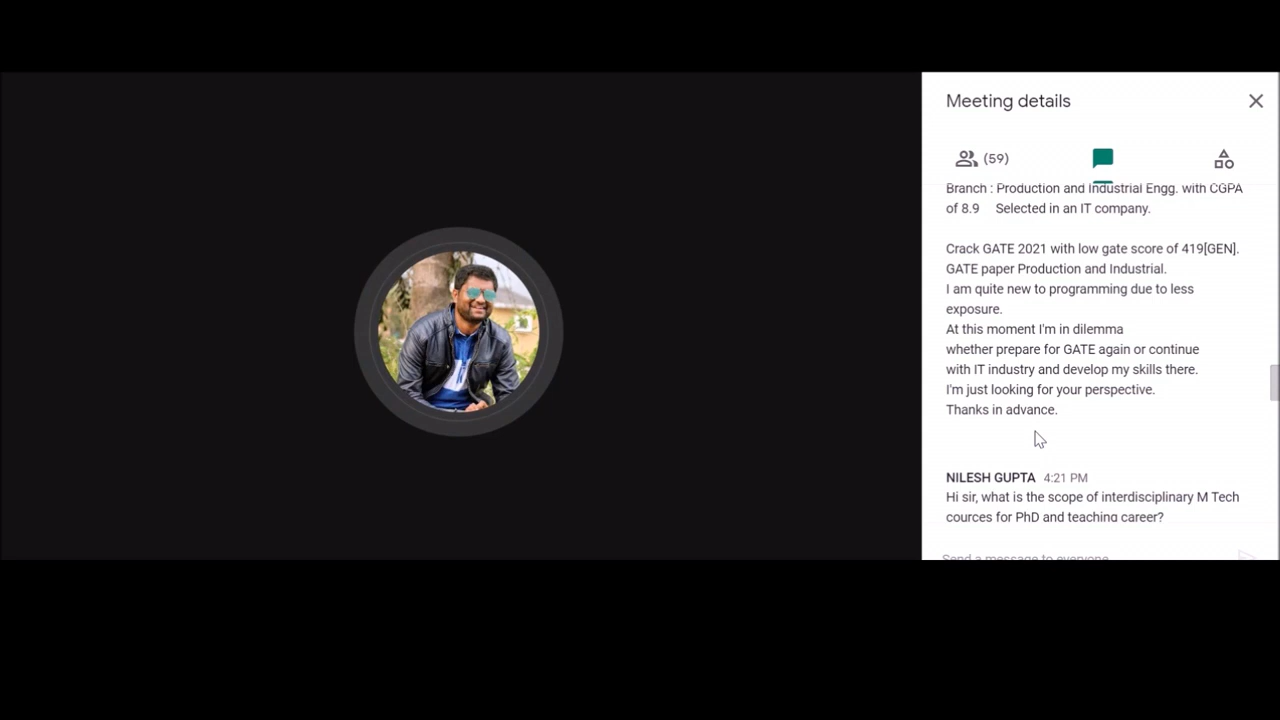 Meeting details
(59)
Branch : Production and Industrial Engg. with CGPA
of 8.9 Selected in an IT company.
Crack GATE 2021 with low gate score of 419[GEN].
GATE paper Production and Industrial.
I am quite new to programming due to less
exposure.
At this moment I'm in dilemma
whether prepare for GATE again or continue
with IT industry and develop my skills there.
I'm just looking for your perspective.
Thanks in advance.
NILESH GUPTA 4:21 PM
Hi sir, what is the scope of interdisciplinary M Tech
cources for PhD and teaching career?
Send a message to everyone